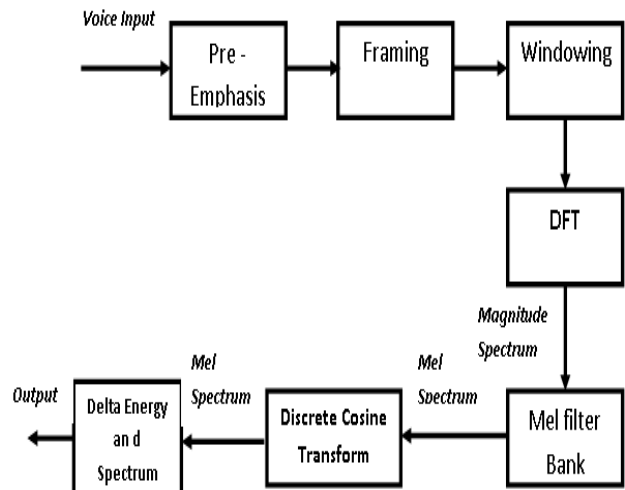 Voice Input
Pre -
Emphasis
Framing
Windowing
DFT
Magnitude
Spectrum
Mel filter
Bank
Mel
Spectrum
Discrete Cosine
Transform
Mel
Spectrum
Delta Energy
an d
Spectrum
Output